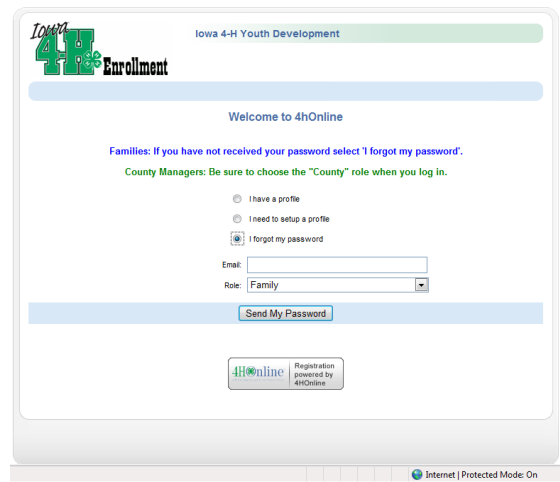 Iowa
4-H
Enrollment
Iowa 4-H Youth Development
Welcome to 4hOnline
Families: If you have not received your password select 'I forgot my password'.
County Managers: Be sure to choose the "County" role when you log in.
I have a profile
I need to setup a profile
I forgot my password
Email:
Role: Family
Send My Password
4HOnline
Registration
powered by
4HOnline
Internet | Protected Mode: On